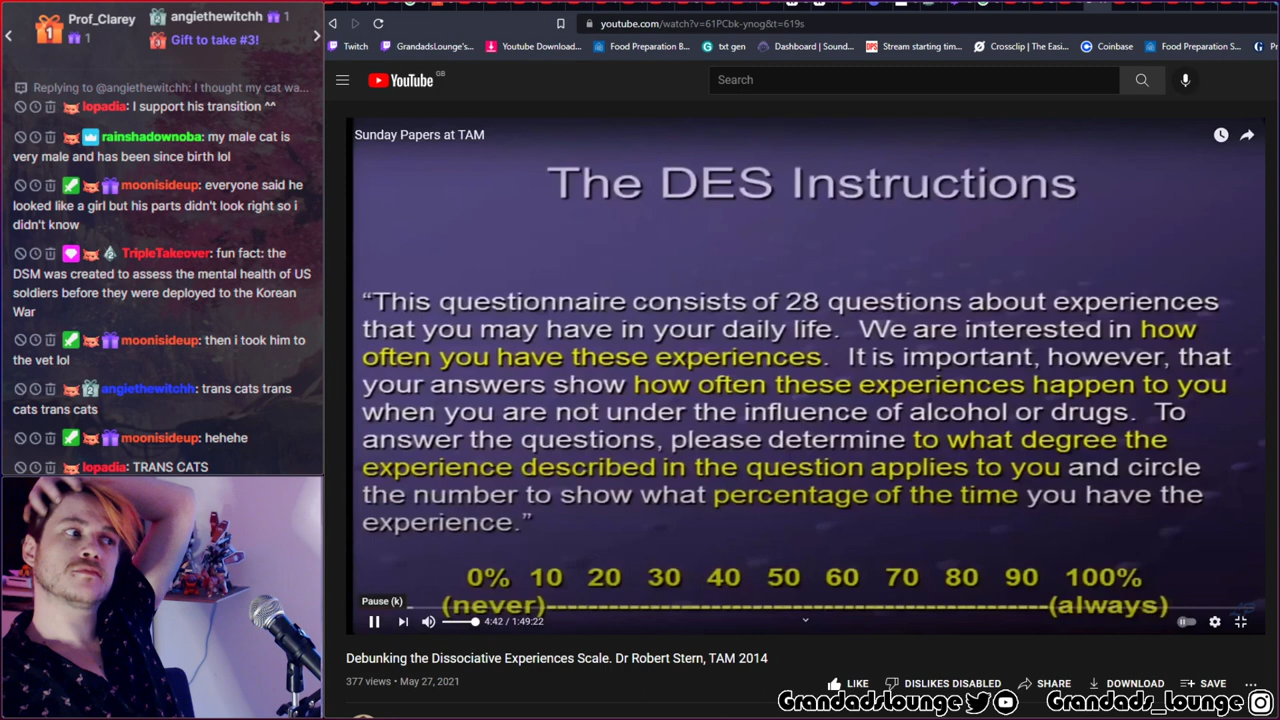 Prof_Clarey
1
1
angiethewitchh 1
Gift to take #3!
Replying to @angiethewitchh: I thought my cat wa...
lopadia: I support his transition ^^
rainshadownoba: my male cat is
very male and has been since birth lol
moonisideup: everyone said he
looked like a girl but his parts didn't look right so i
didn't know
TripleTakeover: fun fact: the
DSM was created to assess the mental health of US
soldiers before they were deployed to the Korean
War
moonisideup: then i took him to
the vet lol
angiethewitchh: trans cats trans
cats trans cats
moonisideup: hehehe
lopadia: TRANS CATS
youtube.com/watch?v=61PCbk-ynog&t=619s
Twitch GrandadsLounge's... Youtube Download... Food Preparation B... txt gen Dashboard | Sound... Stream starting tim... Crossclip | The Easi... Coinbase Food Preparation S...
YouTube GB
Search
Sunday Papers at TAM
The DES Instructions
“This questionnaire consists of 28 questions about experiences
that you may have in your daily life. We are interested in how
often you have these experiences. It is important, however, that
your answers show how often these experiences happen to you
when you are not under the influence of alcohol or drugs. To
answer the questions, please determine to what degree the
experience described in the question applies to you and circle
the number to show what percentage of the time you have the
experience.”
0% 10 20 30 40 50 60 70 80 90 100%
(never)---(always)
Pause (k)
4:42 / 1:49:22
Debunking the Dissociative Experiences Scale. Dr Robert Stern, TAM 2014
377 views • May 27, 2021
LIKE DISLIKES DISABLED SHARE DOWNLOAD SAVE
Grandadslounge Grandads_lounge